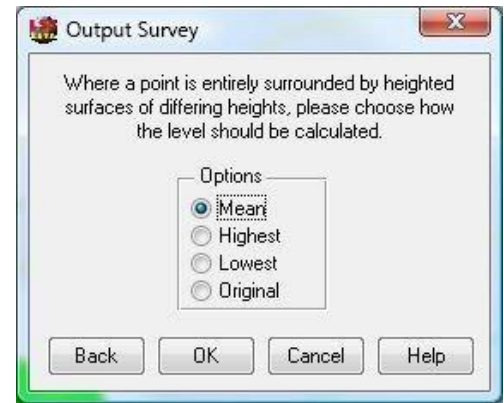 Output Survey
Where a point is entirely surrounded by heighted
surfaces of differing heights, please choose how
the level should be calculated.
Options
Mean
Highest
Lowest
Original
Back OK Cancel Help